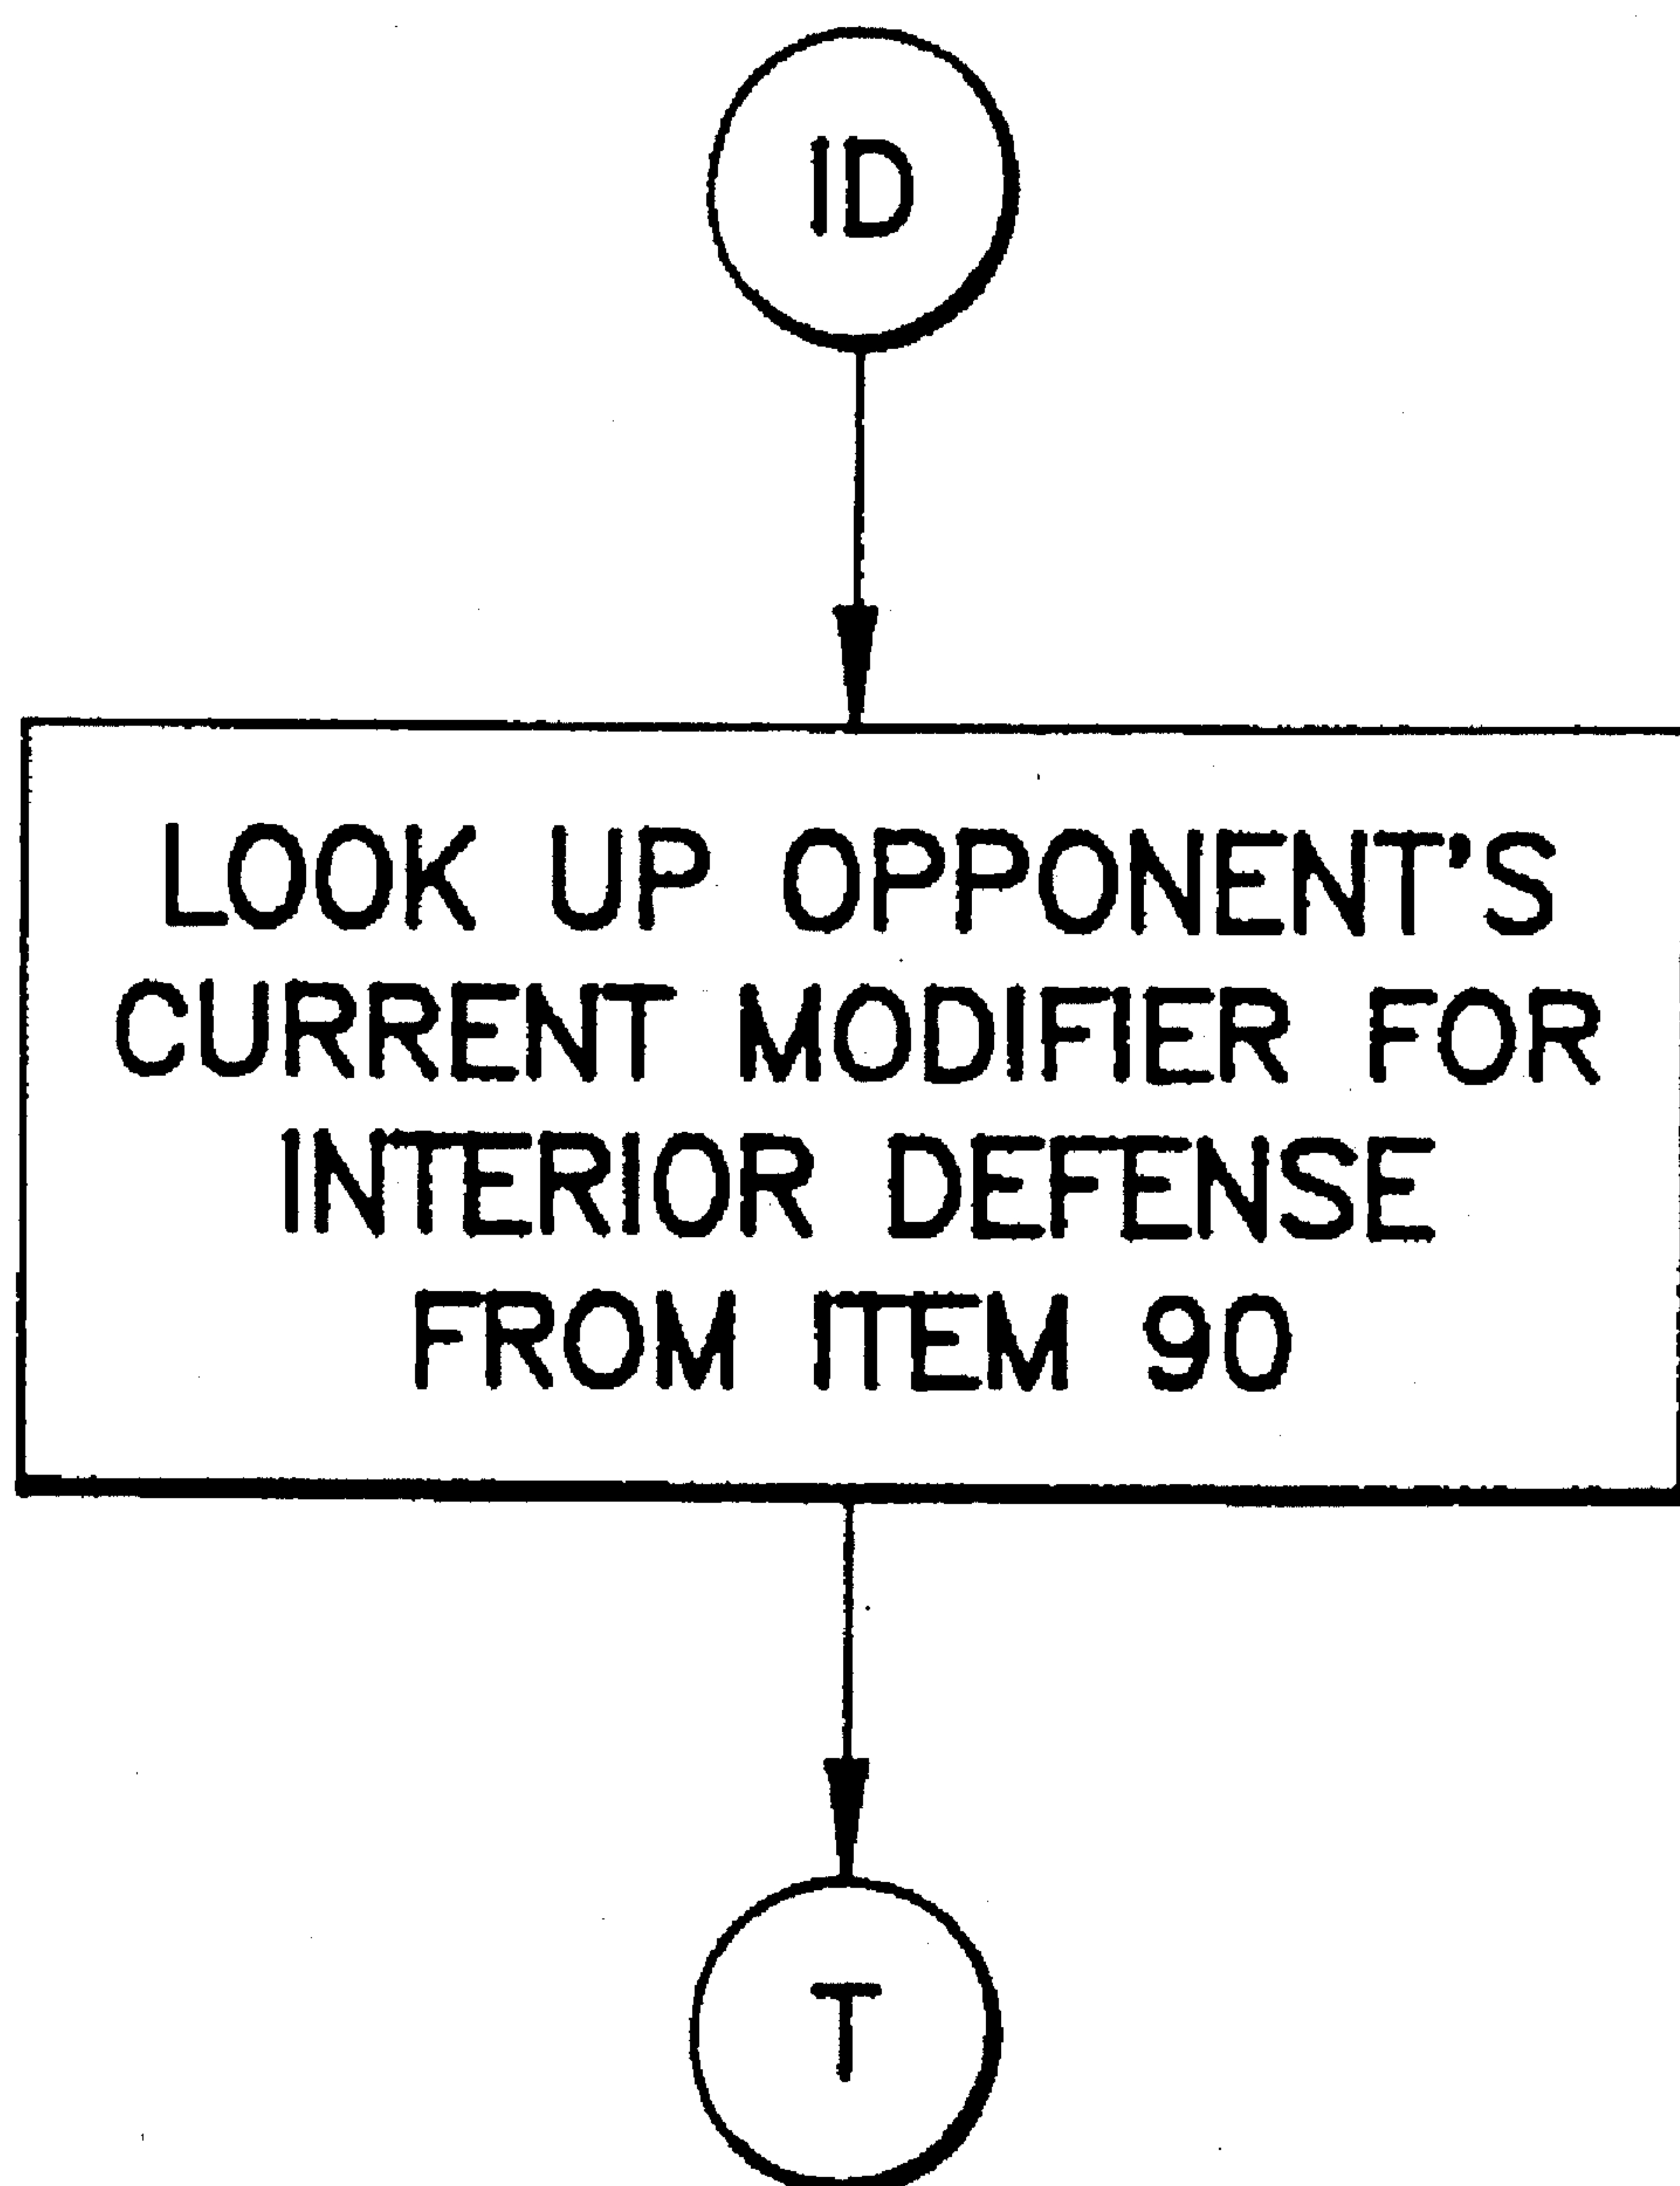 ID
LOOK UP OPPONENT'S
CURRENT MODIFIER FOR
INTERIOR DEFENSE
FROM ITEM 90
T